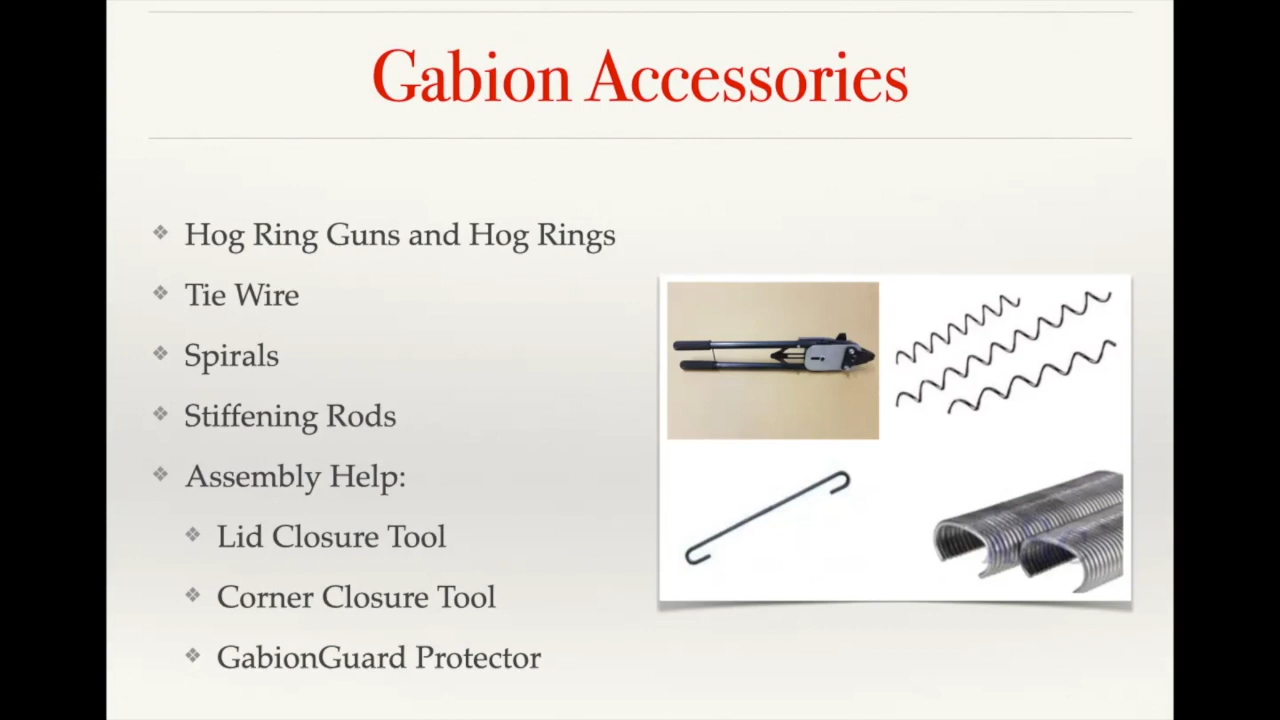 Gabion Accessories
Hog Ring Guns and Hog Rings
Tie Wire
Spirals
Stiffening Rods
Assembly Help:
Lid Closure Tool
Corner Closure Tool
GabionGuard Protector